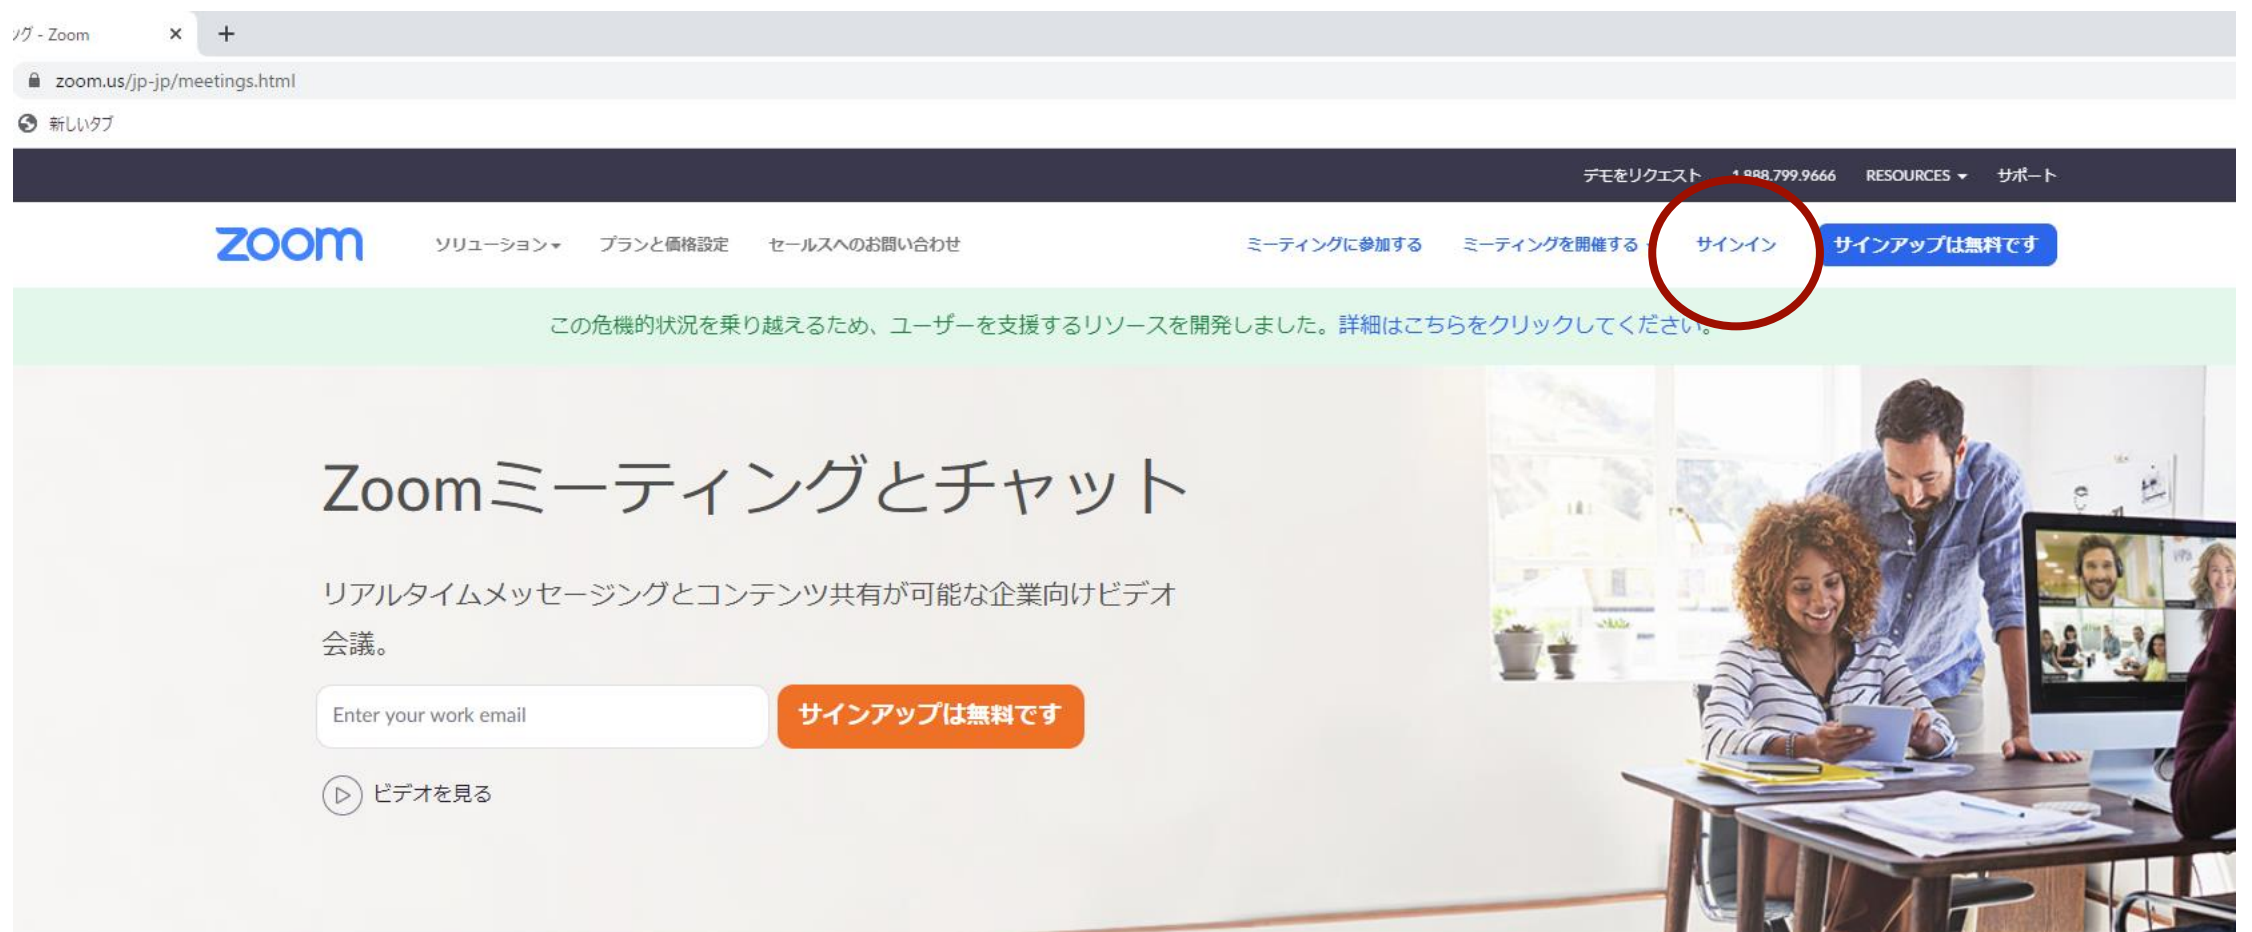 ング - Zoom
zoom.us/jp-jp/meetings.html
新しいタブ
デモをリクエスト 1.888.799.9666 RESOURCES サポート
zoom ソリューション プランと価格設定 セールスへのお問い合わせ ミーティングに参加する ミーティングを開催する サインイン サインアップは無料です
この危機的状況を乗り越えるため、ユーザーを支援するリソースを開発しました。詳細はこちらをクリックしてください。
Zoomミーティングとチャット
リアルタイムメッセージングとコンテンツ共有が可能な企業向けビデオ
会議。
Enter your work email サインアップは無料です
ビデオを見る